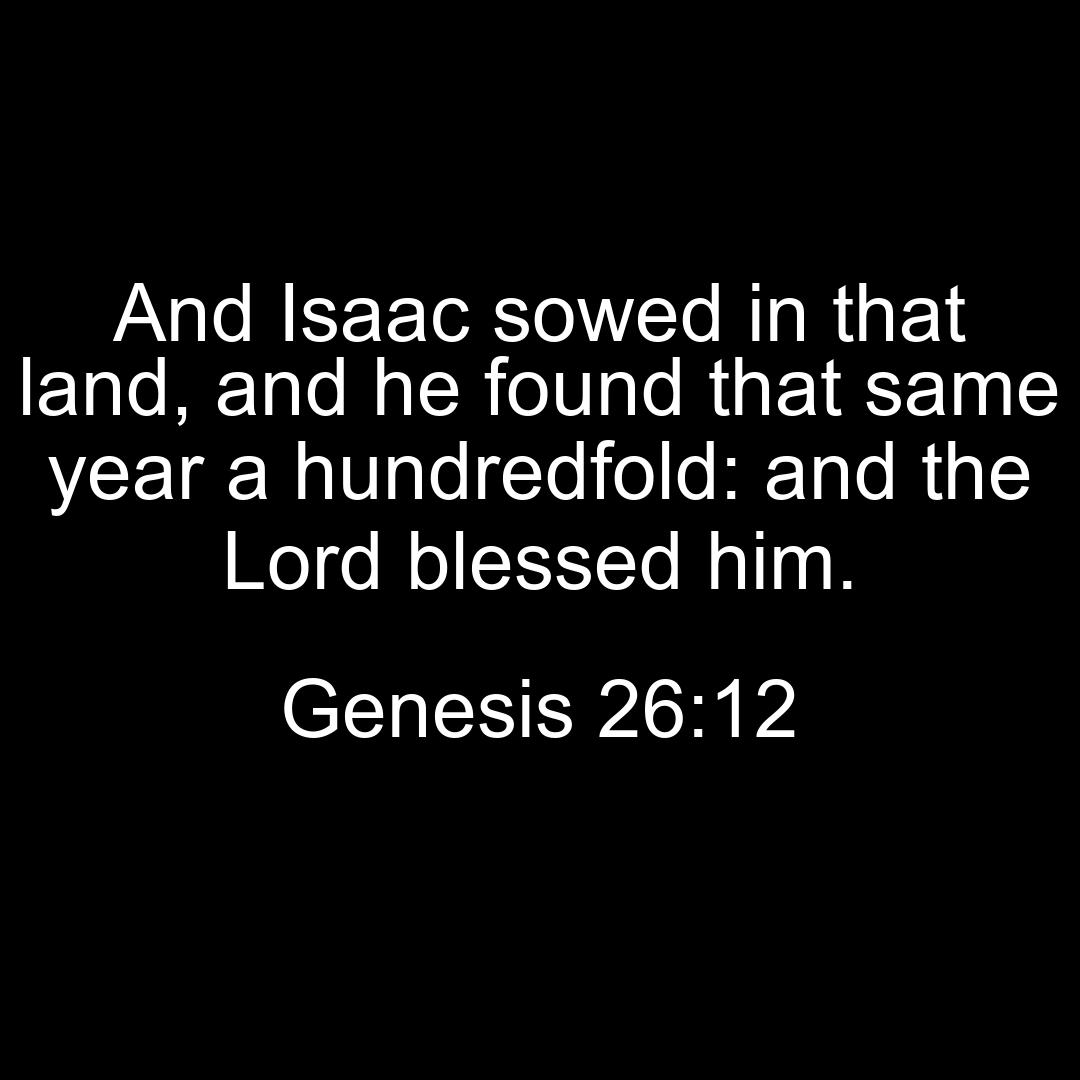 And Isaac sowed in that
land, and he found that same
year a hundredfold: and the
Lord blessed him.
Genesis 26:12